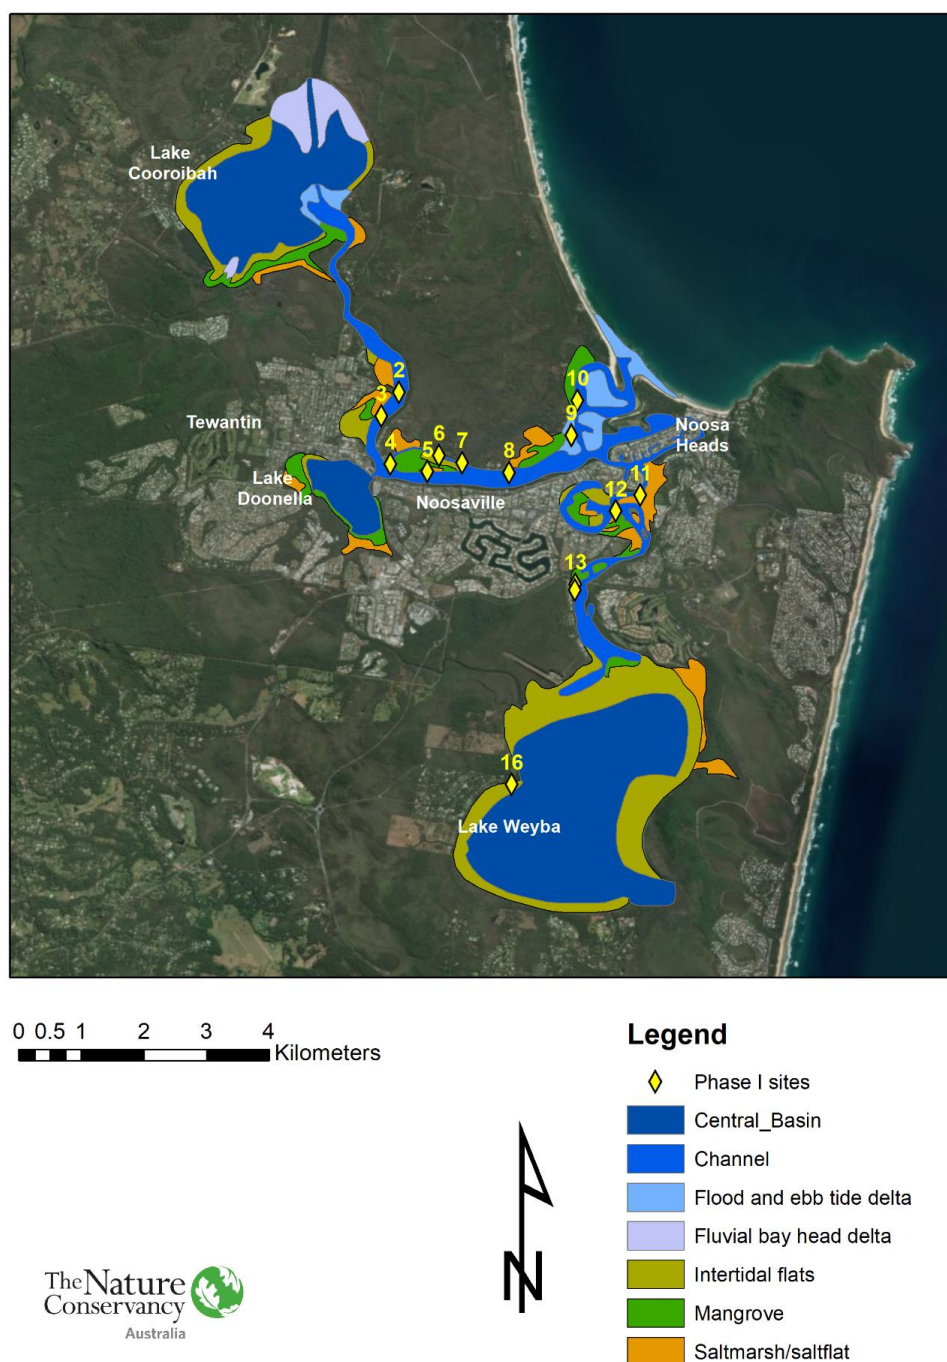 Lake
Cooroibah
2
3
Tewantin
10
9
Noosa
Heads
6
4
5
7
8
Lake
Doonella
Noosaville
11
12
13
16
Lake Weyba
0 0.5 1 2 3 4
Kilometers
Legend
Phase I sites
Central_Basin
Channel
Flood and ebb tide delta
Fluvial bay head delta
Intertidal flats
Mangrove
Saltmarsh/saltflat
N
The Nature
Conservancy
Australia